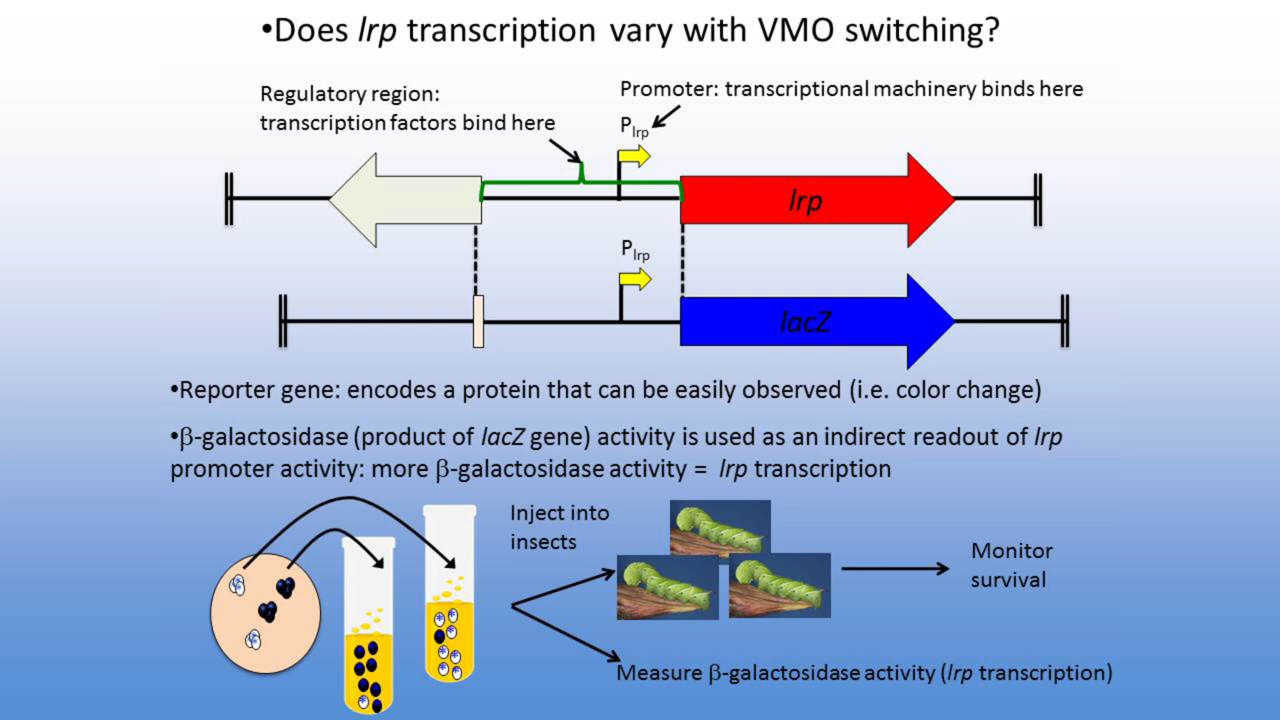 •Does lrp transcription vary with VMO switching?
Regulatory region:
transcription factors bind here
Promoter: transcriptional machinery binds here
Plrp
lrp
Plrp
lacZ
•Reporter gene: encodes a protein that can be easily observed (i.e. color change)
•β-galactosidase (product of lacZ gene) activity is used as an indirect readout of lrp
promoter activity: more β-galactosidase activity = lrp transcription
Inject into
insects
Monitor
survival
Measure β-galactosidase activity (lrp transcription)